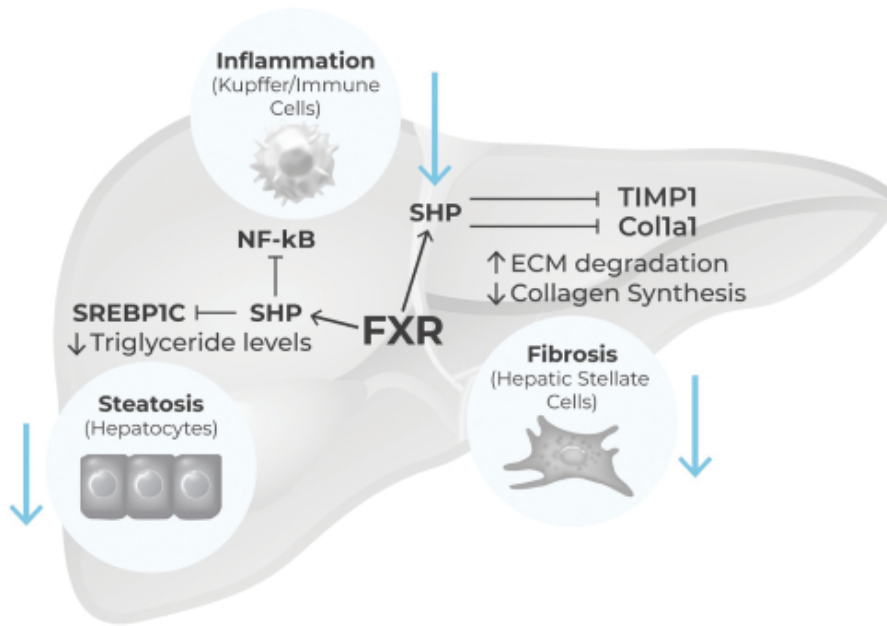 Inflammation
(Kupffer/Immune
Cells)
NF-kB
SREBP1C
SHP
↓Triglyceride levels
FXR
SHP
TIMP1
Col1a1
↑ECM degradation
↓Collagen Synthesis
Steatosis
(Hepatocytes)
Fibrosis
(Hepatic Stellate
Cells)